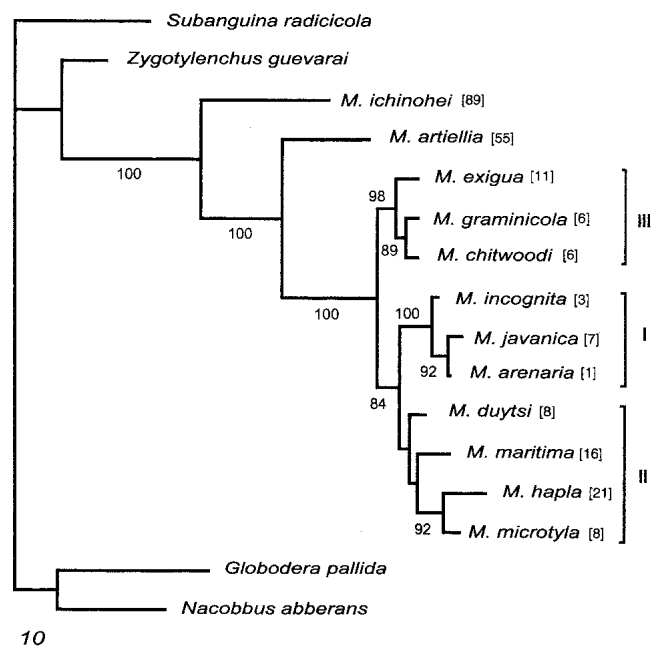 Subanguina radicicola
Zygotylenchus guevarai
M. ichinohei [89]
M. artiellia [55]
100
M. exigua [11]
98
M. graminicola [6]
III
100
89
M. chitwoodi [6]
M. incognita [3]
100
100
M. javanica [7]
I
92
M. arenaria [1]
84
M. duytsi [8]
M. maritima [16]
II
M. hapla [21]
92
M. microtyla [8]
Globodera pallida
Nacobbus abberans
10